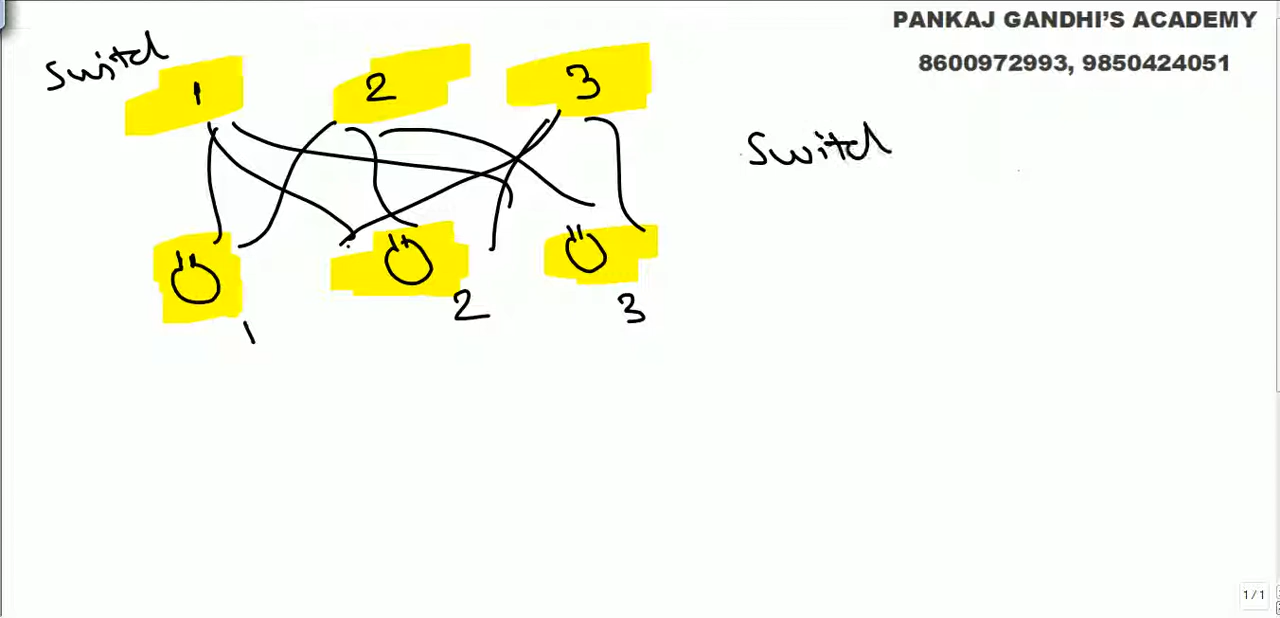 PANKAJ GANDHI'S ACADEMY
8600972993, 9850424051
Switch
1 2 3
Switch
1 2 3
1/1